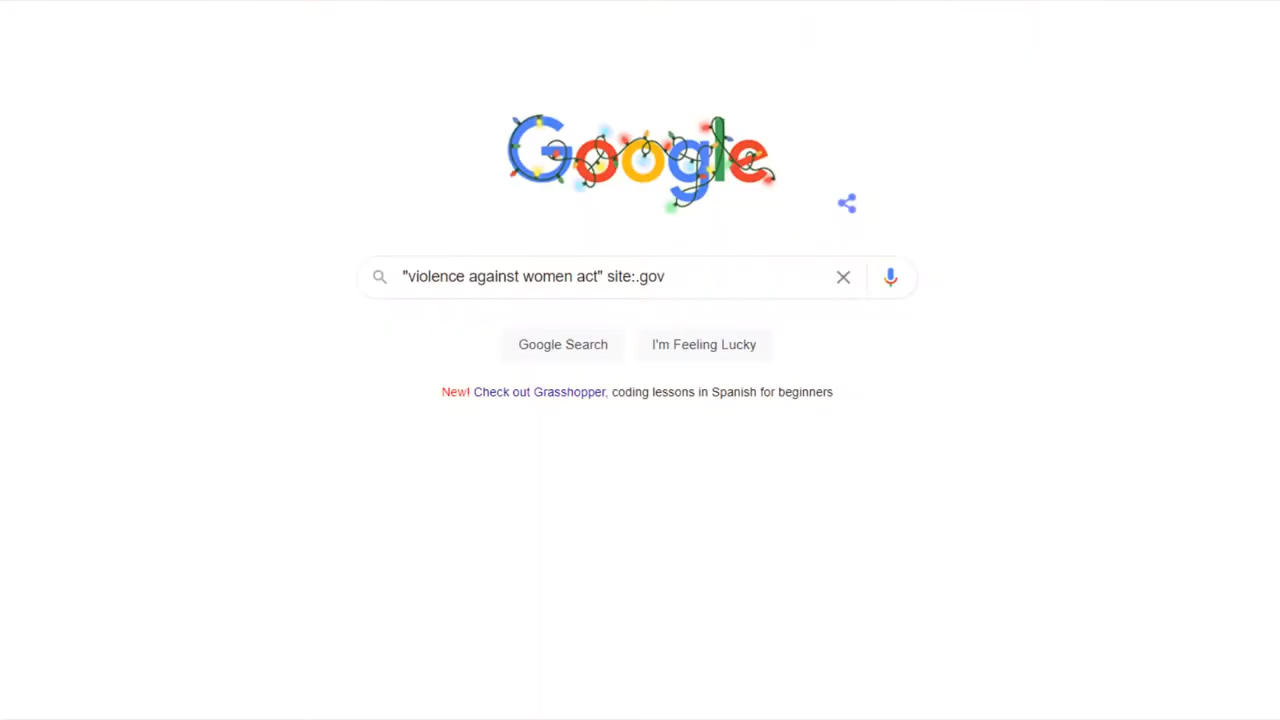 Google
"violence against women act" site:.gov
Google Search I'm Feeling Lucky
New! Check out Grasshopper, coding lessons in Spanish for beginners